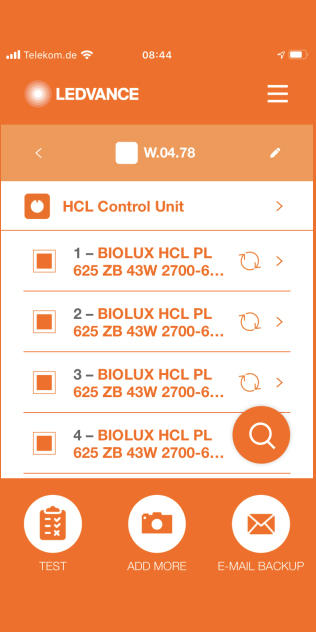 Telekom.de
08:44
LEDVANCE
W.04.78
HCL Control Unit
1 – BIOLUX HCL PL
625 ZB 43W 2700-6...
2 – BIOLUX HCL PL
625 ZB 43W 2700-6...
3 – BIOLUX HCL PL
625 ZB 43W 2700-6...
4 – BIOLUX HCL PL
625 ZB 43W 2700-6...
TEST
ADD MORE
E-MAIL BACKUP